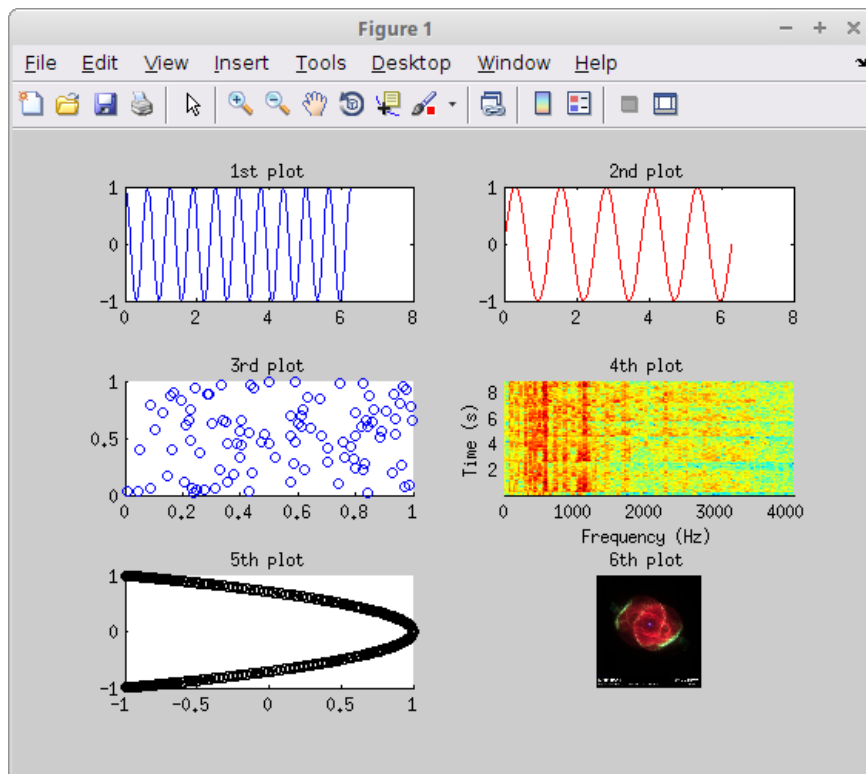 Figure 1
File Edit View Insert Tools Desktop Window Help
1st plot
1
0
-1
0 2 4 6 8
2nd plot
1
0
-1
0 2 4 6 8
3rd plot
1
0.5
0
0 0.2 0.4 0.6 0.8 1
4th plot
Time (s)
8
6
4
2
0 1000 2000 3000 4000
Frequency (Hz)
5th plot
1
0
-1
-1 -0.5 0 0.5 1
6th plot